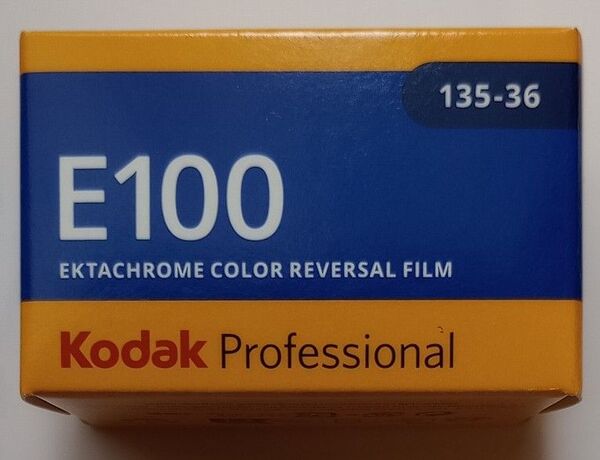 135-36
E100
EKTACHROME COLOR REVERSAL FILM
Kodak Professional